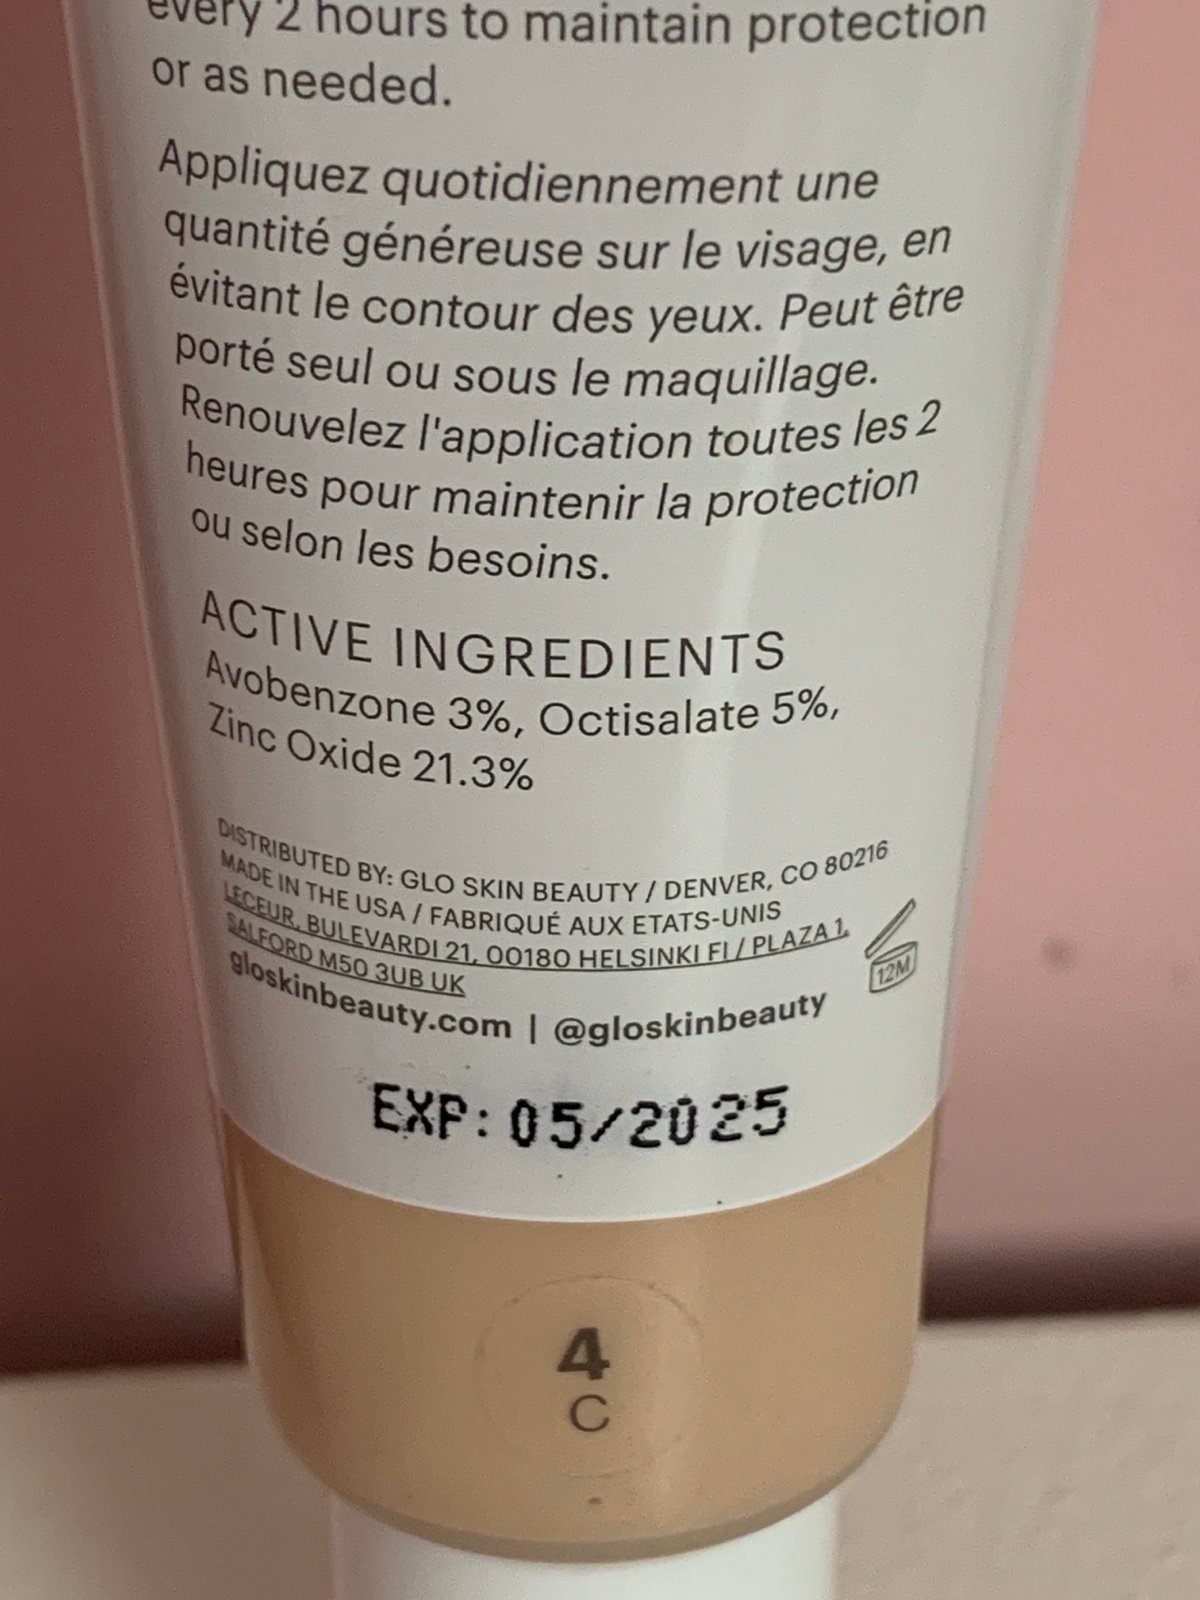 every 2 hours to maintain protection
or as needed.
Appliquez quotidiennement une
quantité généreuse sur le visage, en
évitant le contour des yeux. Peut être
porté seul ou sous le maquillage.
Renouvelez l'application toutes les 2
heures pour maintenir la protection
ou selon les besoins.
ACTIVE INGREDIENTS
Avobenzone 3%, Octisalate 5%,
Zinc Oxide 21.3%
DISTRIBUTED BY: GLO SKIN BEAUTY / DENVER, CO 80216
MADE IN THE USA / FABRIQUÉ AUX ETATS-UNIS
LECEUR, BULEVARDI 21, 00180 HELSINKI FI / PLAZA 1,
SALFORD M50 3UB UK
12M
gloskinbeauty.com | @gloskinbeauty
EXP: 05/2025
4
C